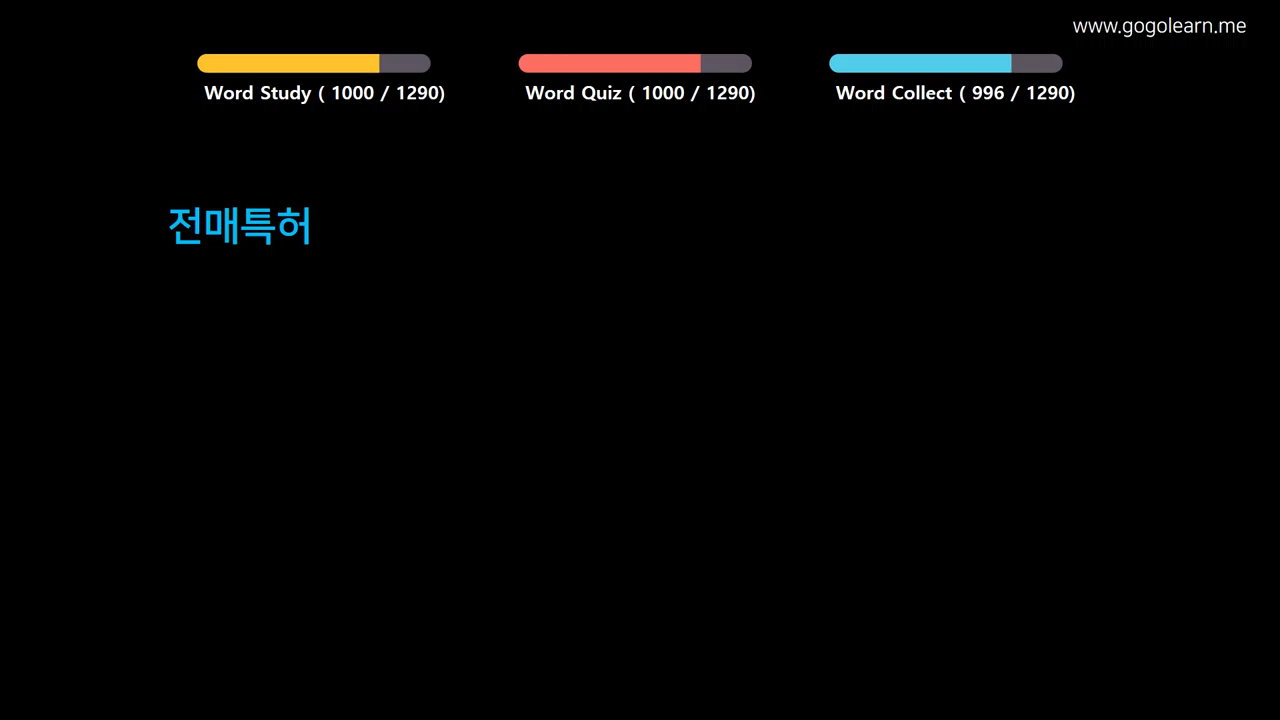 www.gogolearn.me
Word Study ( 1000 / 1290)
Word Quiz ( 1000 / 1290)
Word Collect ( 996 / 1290)
전매특허